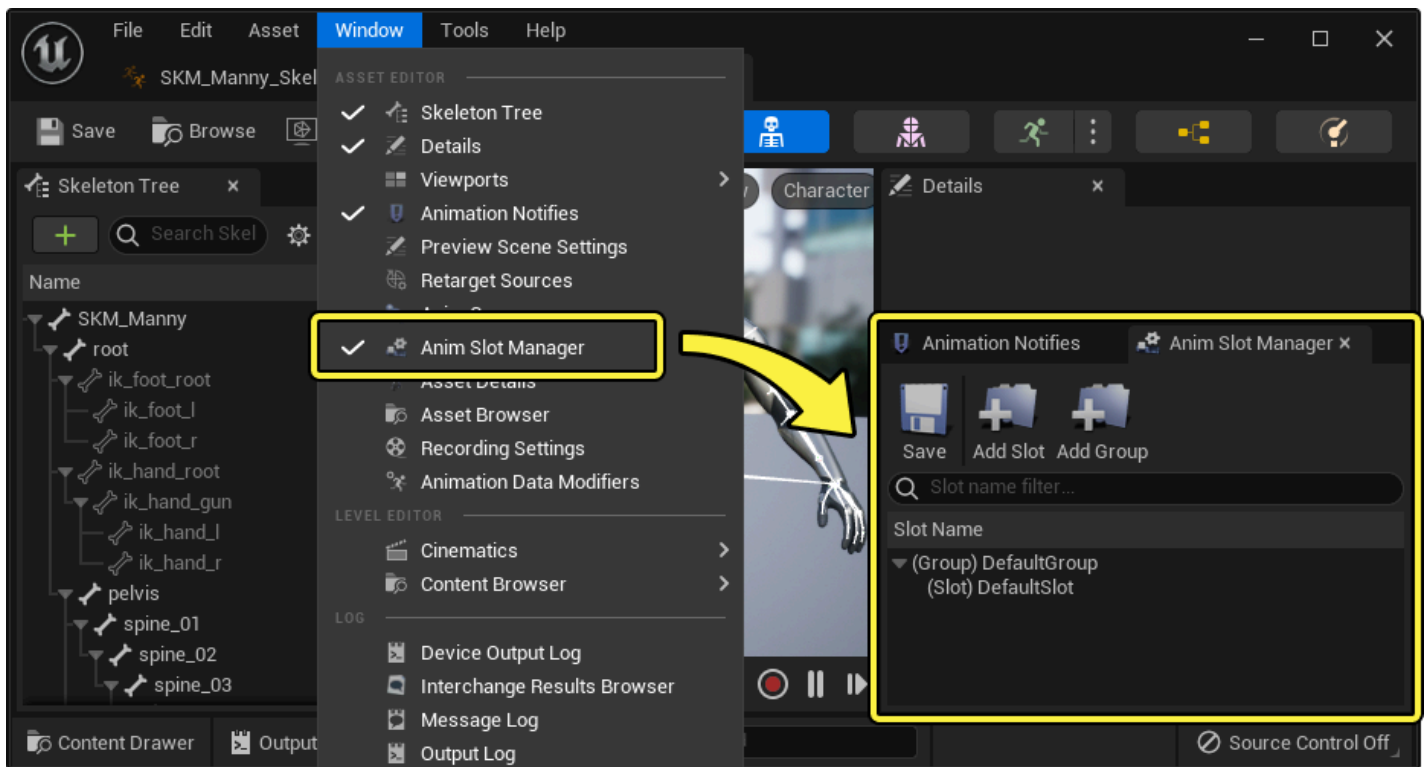 File Edit Asset Window Tools Help
SKM_Manny_Skel
Save Browse
Skeleton Tree
Search Skel
Name
SKM_Manny
root
ik_foot_root
ik_foot_l
ik_foot_r
ik_hand_root
ik_hand_gun
ik_hand_l
ik_hand_r
pelvis
spine_01
spine_02
spine_03
ASSET EDITOR
Skeleton Tree
Details
Viewports
Animation Notifies
Preview Scene Settings
Retarget Sources
Anim Slot Manager
Asset Details
Asset Browser
Recording Settings
Animation Data Modifiers
LEVEL EDITOR
Cinematics
Content Browser
LOG
Device Output Log
Interchange Results Browser
Message Log
Output Log
Character
Details
Animation Notifies Anim Slot Manager
Save Add Slot Add Group
Slot name filter...
Slot Name
(Group) DefaultGroup
(Slot) DefaultSlot
Content Drawer Output
Source Control Off